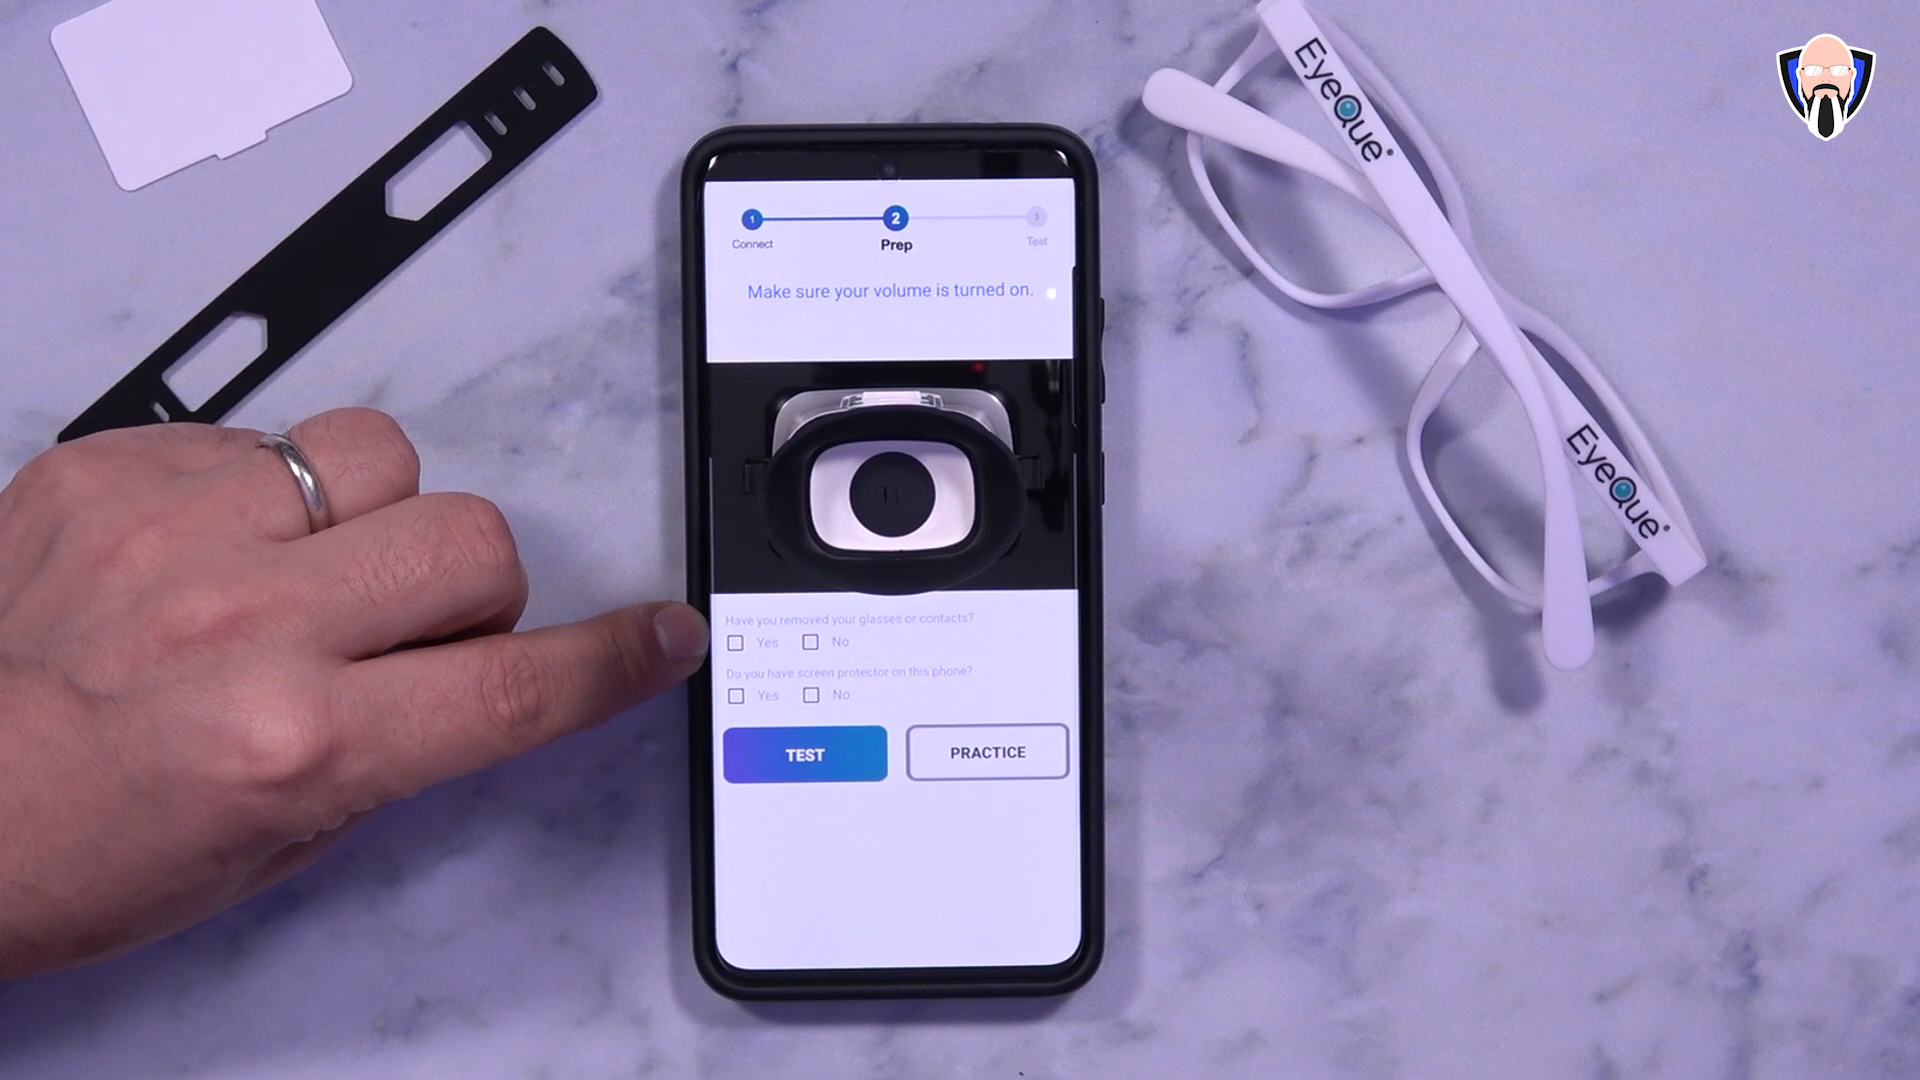 EyeQue
EyeQue
1
2
3
Connect
Prep
Test
Make sure your volume is turned on.
Have you removed your glasses or contacts?
Yes No
Do you have screen protector on this phone?
Yes No
TEST PRACTICE